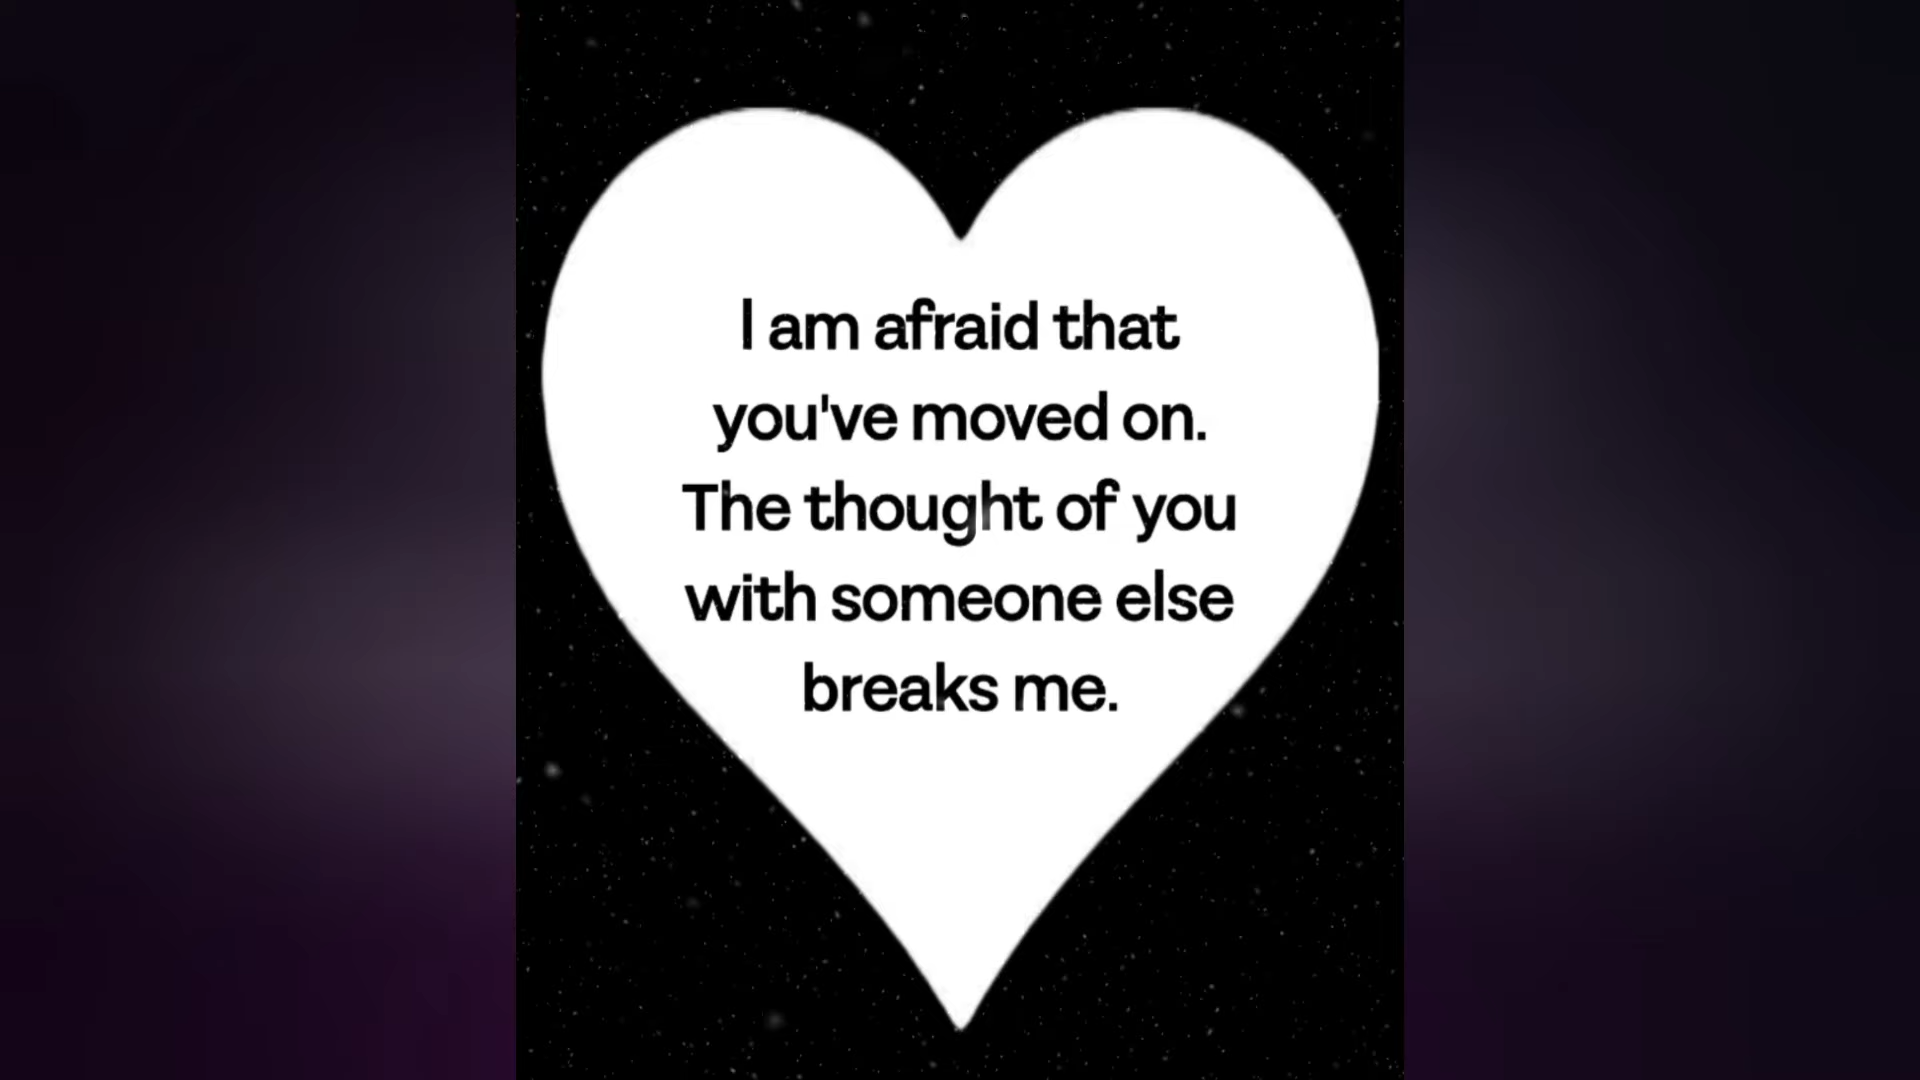 I am afraid that
you've moved on.
The thought of you
with someone else
breaks me.